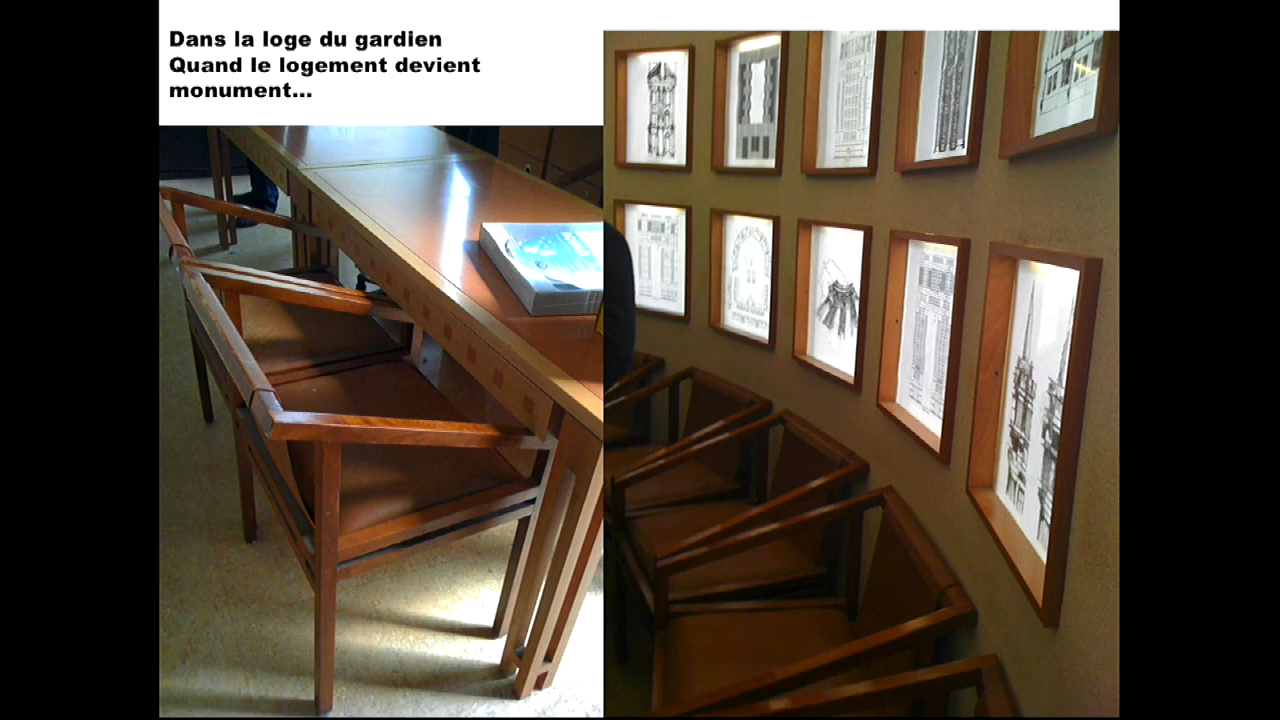 Dans la loge du gardien
Quand le logement devient
monument...